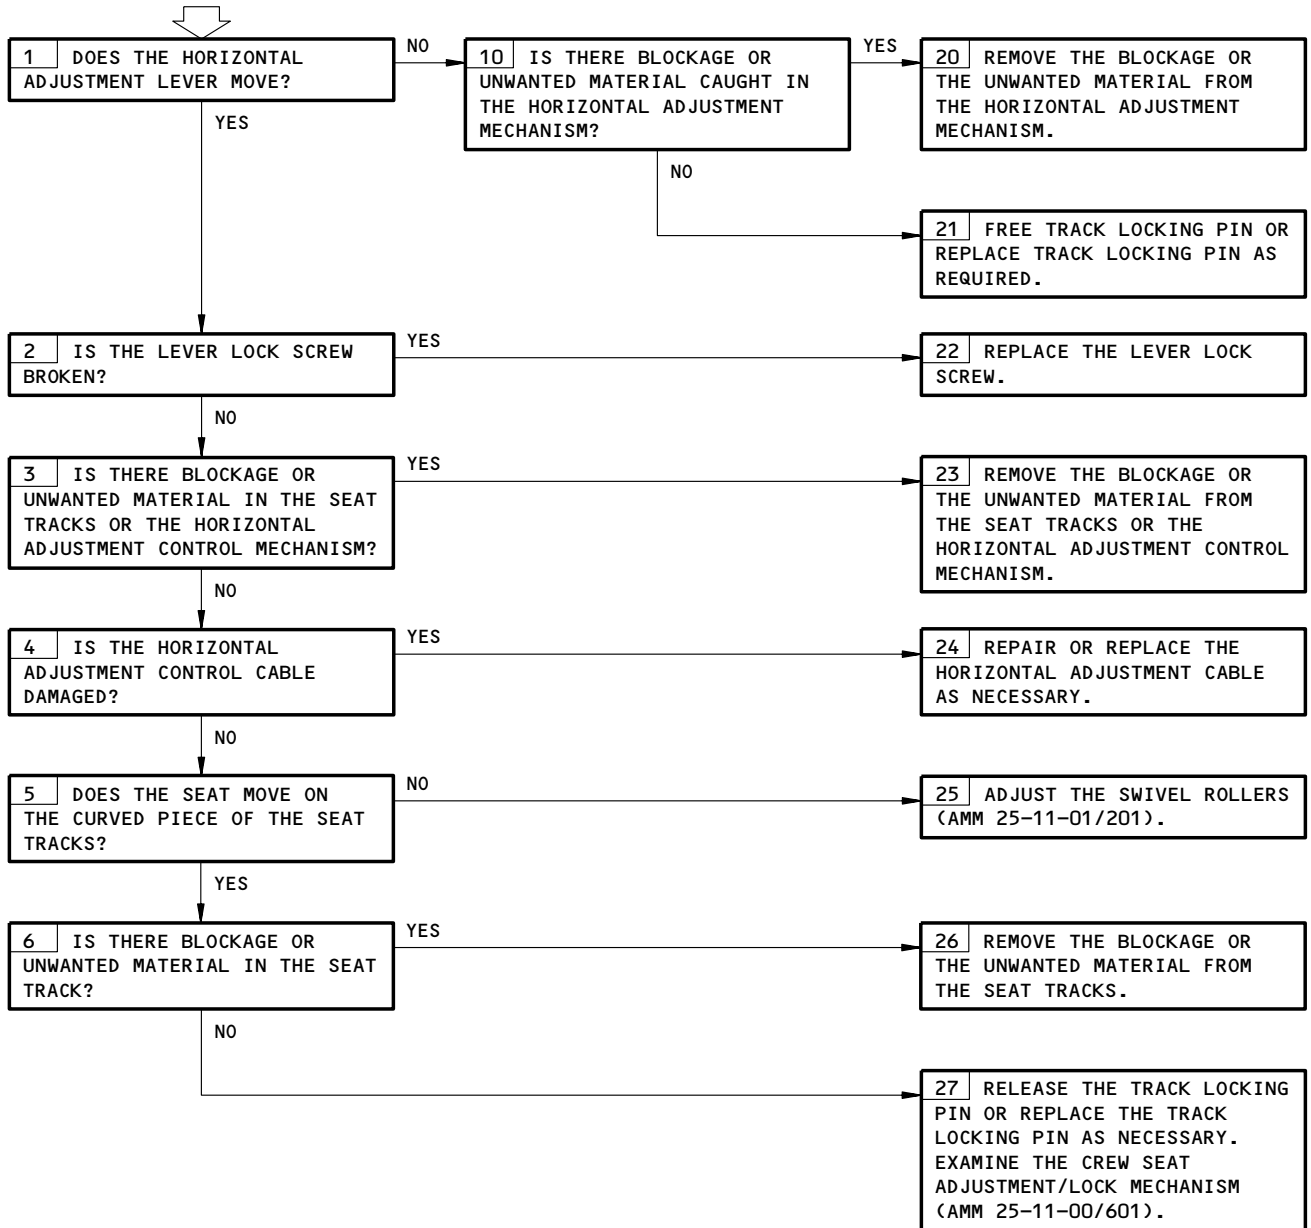 1 DOES THE HORIZONTAL
ADJUSTMENT LEVER MOVE?
NO
YES
10 IS THERE BLOCKAGE OR
UNWANTED MATERIAL CAUGHT IN
THE HORIZONTAL ADJUSTMENT
MECHANISM?
YES
NO
20 REMOVE THE BLOCKAGE OR
THE UNWANTED MATERIAL FROM
THE HORIZONTAL ADJUSTMENT
MECHANISM.
21 FREE TRACK LOCKING PIN OR
REPLACE TRACK LOCKING PIN AS
REQUIRED.
2 IS THE LEVER LOCK SCREW
BROKEN?
YES
NO
22 REPLACE THE LEVER LOCK
SCREW.
3 IS THERE BLOCKAGE OR
UNWANTED MATERIAL IN THE SEAT
TRACKS OR THE HORIZONTAL
ADJUSTMENT CONTROL MECHANISM?
YES
NO
23 REMOVE THE BLOCKAGE OR
THE UNWANTED MATERIAL FROM
THE SEAT TRACKS OR THE
HORIZONTAL ADJUSTMENT CONTROL
MECHANISM.
4 IS THE HORIZONTAL
ADJUSTMENT CONTROL CABLE
DAMAGED?
YES
NO
24 REPAIR OR REPLACE THE
HORIZONTAL ADJUSTMENT CABLE
AS NECESSARY.
5 DOES THE SEAT MOVE ON
THE CURVED PIECE OF THE SEAT
TRACKS?
NO
YES
25 ADJUST THE SWIVEL ROLLERS
(AMM 25-11-01/201).
6 IS THERE BLOCKAGE OR
UNWANTED MATERIAL IN THE SEAT
TRACK?
YES
NO
26 REMOVE THE BLOCKAGE OR
THE UNWANTED MATERIAL FROM
THE SEAT TRACKS.
27 RELEASE THE TRACK LOCKING
PIN OR REPLACE THE TRACK
LOCKING PIN AS NECESSARY.
EXAMINE THE CREW SEAT
ADJUSTMENT/LOCK MECHANISM
(AMM 25-11-00/601).